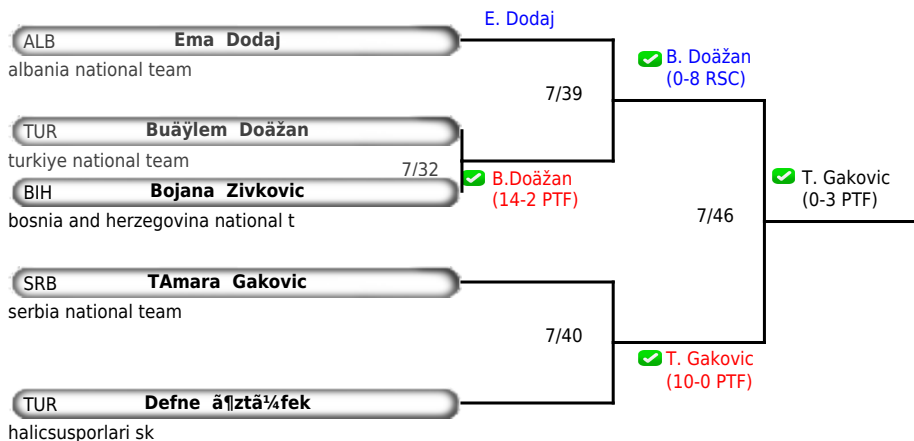 E. Dodaj
ALB Ema Dodaj
albania national team
B. Doäžan
(0-8 RSC)
7/39
TUR Buäÿlem Doäžan
turkiye national team
7/32
B.Doäžan
(14-2 PTF)
T. Gakovic
(0-3 PTF)
BIH Bojana Zivkovic
bosnia and herzegovina national t
7/46
SRB TAmara Gakovic
serbia national team
7/40
T. Gakovic
(10-0 PTF)
TUR Defne ã¶ztã¼fek
halicsusporlari sk